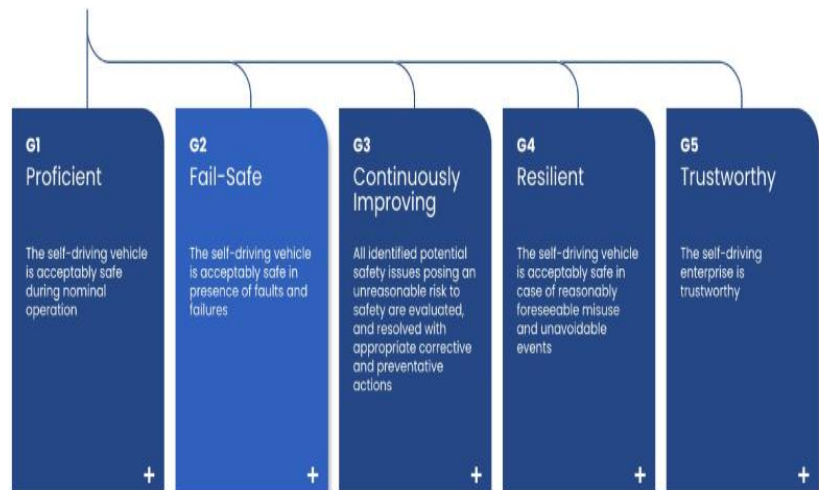 G1
Proficient
The self-driving vehicle
is acceptably safe
during nominal
operation
+
G2
Fail-Safe
The self-driving vehicle
is acceptably safe in
presence of faults and
failures
+
G3
Continuously
Improving
All identified potential
safety issues posing an
unreasonable risk to
safety are evaluated,
and resolved with
appropriate corrective
and preventative
actions
+
G4
Resilient
The self-driving vehicle
is acceptably safe in
case of reasonably
foreseeable misuse
and unavoidable
events
+
G5
Trustworthy
The self-driving
enterprise is
trustworthy
+